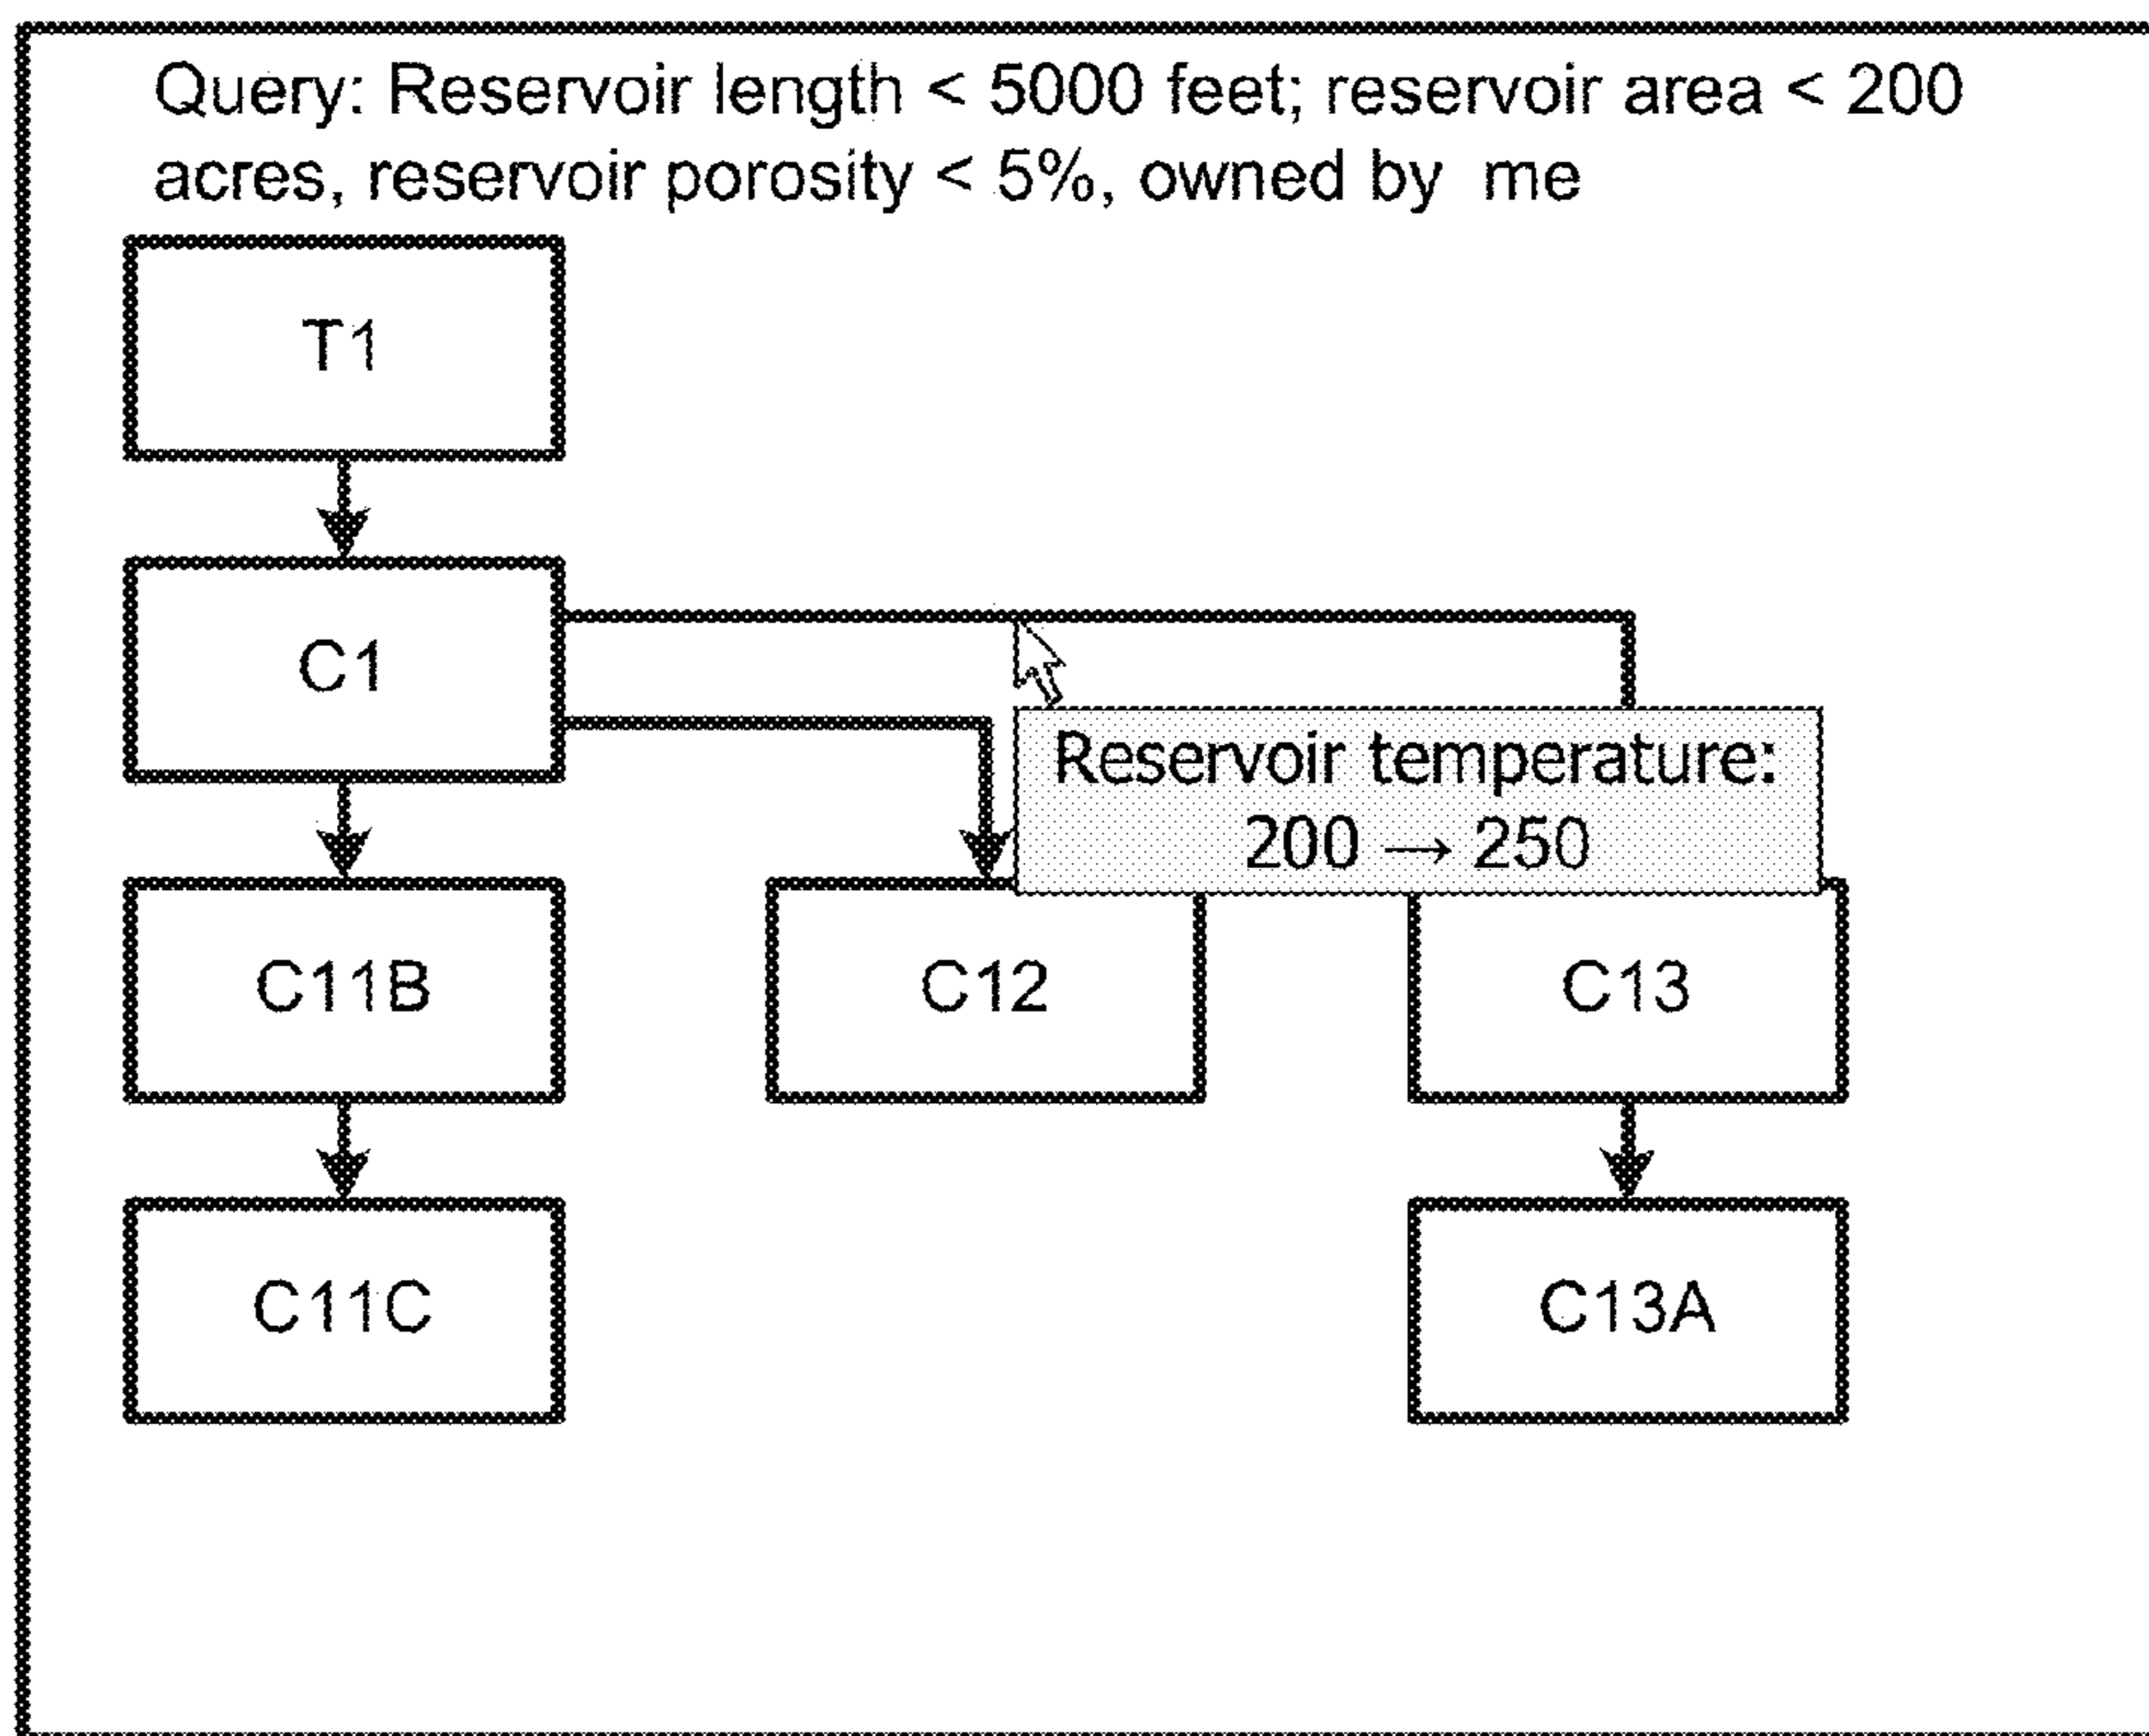 Query: Reservoir length < 5000 feet; reservoir area < 200
acres, reservoir porosity < 5%, owned by me
T1
C1
Reservoir temperature:
200 → 250
C11B
C12
C13
C11C
C13A